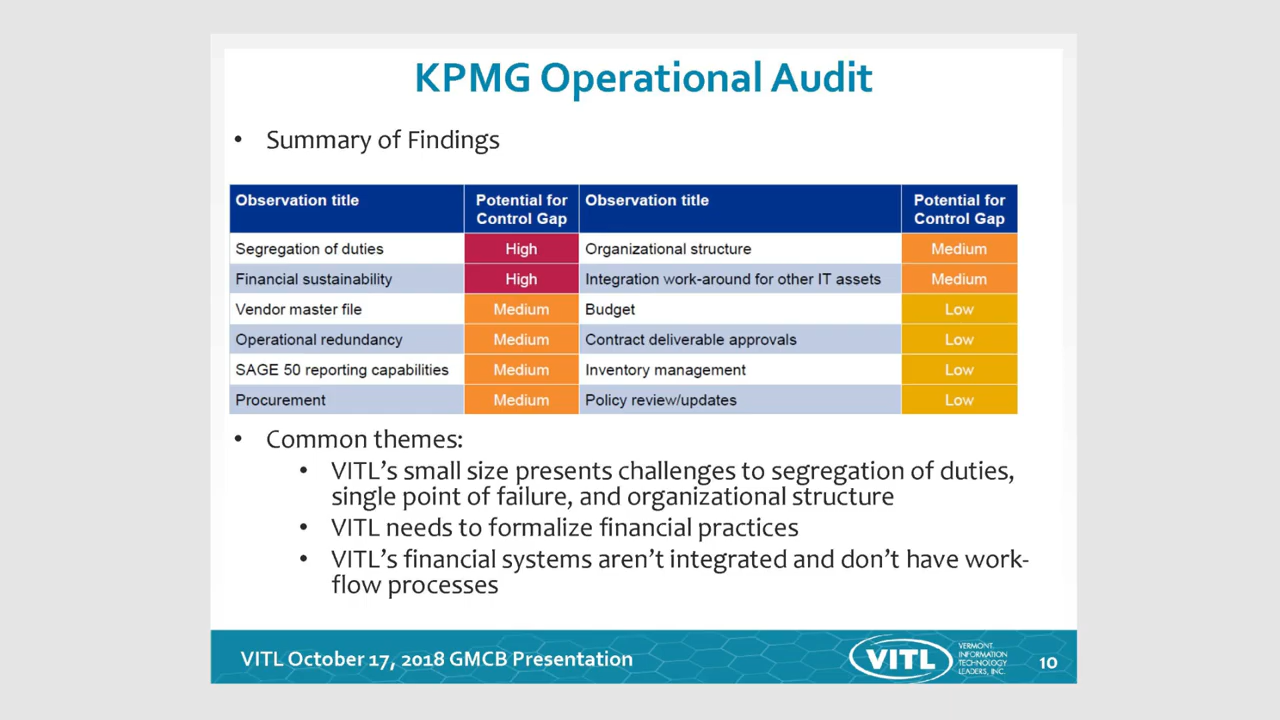 KPMG Operational Audit
• Summary of Findings
Observation title Potential for Control Gap Observation title Potential for Control Gap
Segregation of duties High Organizational structure Medium
Financial sustainability High Integration work-around for other IT assets Medium
Vendor master file Medium Budget Low
Operational redundancy Medium Contract deliverable approvals Low
SAGE 50 reporting capabilities Medium Inventory management Low
Procurement Medium Policy review/updates Low
• Common themes:
• VITL’s small size presents challenges to segregation of duties,
single point of failure, and organizational structure
• VITL needs to formalize financial practices
• VITL’s financial systems aren’t integrated and don’t have work-
flow processes
VITL October 17, 2018 GMCB Presentation
VITL
VERMONT
INFORMATION
TECHNOLOGY
LEADERS, INC.
10